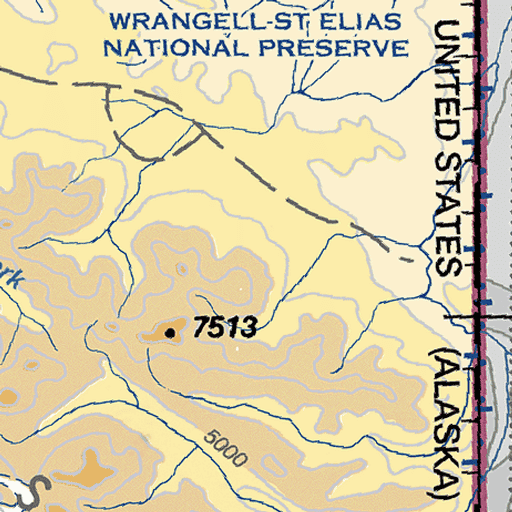 WRANGELL-ST ELIAS
NATIONAL PRESERVE
UNITED STATES
(ALASKA)
7513
5000